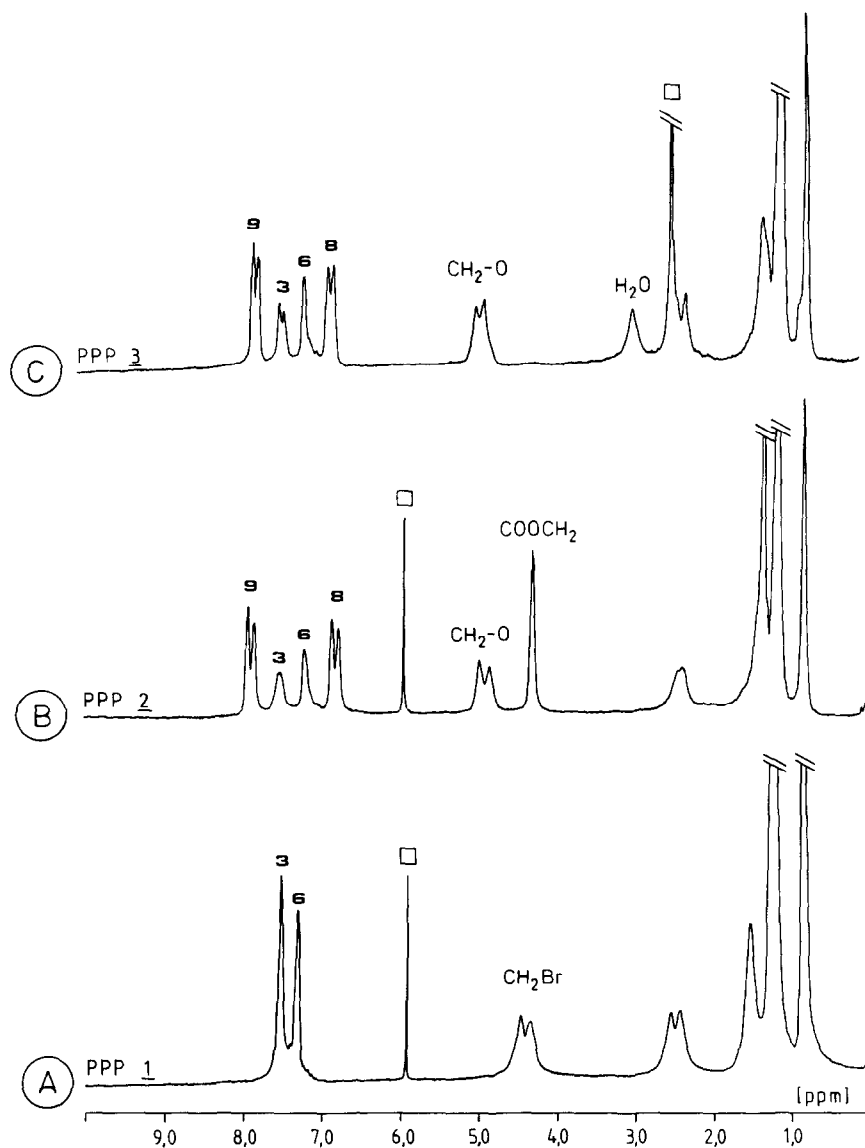 9
3
6
8
CH₂-O
H₂O
PPP 3
C
9
3
6
8
CH₂-O
COOCH₂
PPP 2
B
3
6
CH₂Br
PPP 1
A
[ppm]
9,0 8,0 7,0 6,0 5,0 4,0 3,0 2,0 1,0